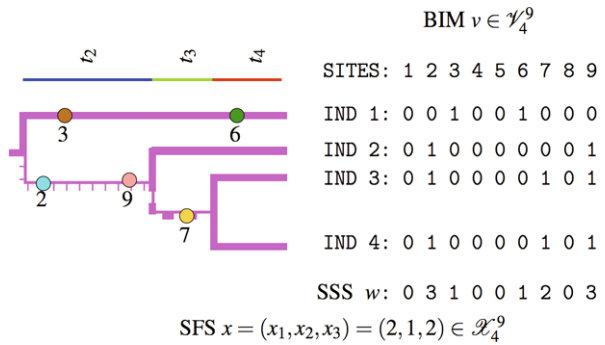 BIM v ∈ 𝒱₄⁹
t₂ t₃ t₄
SITES: 1 2 3 4 5 6 7 8 9
IND 1: 0 0 1 0 0 1 0 0 0
3 6
IND 2: 0 1 0 0 0 0 0 0 1
IND 3: 0 1 0 0 0 0 1 0 1
2 9
7
IND 4: 0 1 0 0 0 0 1 0 1
SSS w: 0 3 1 0 0 1 2 0 3
SFS x = (x₁,x₂,x₃) = (2,1,2) ∈ 𝒳₄⁹